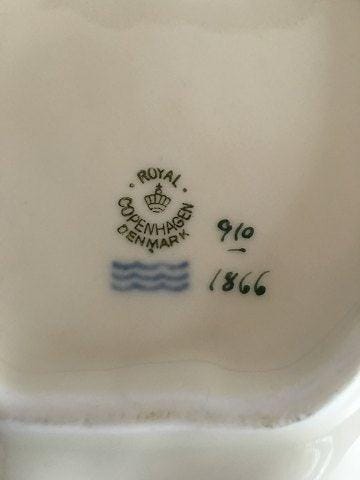 ROYAL
COPENHAGEN
DENMARK
910
1866